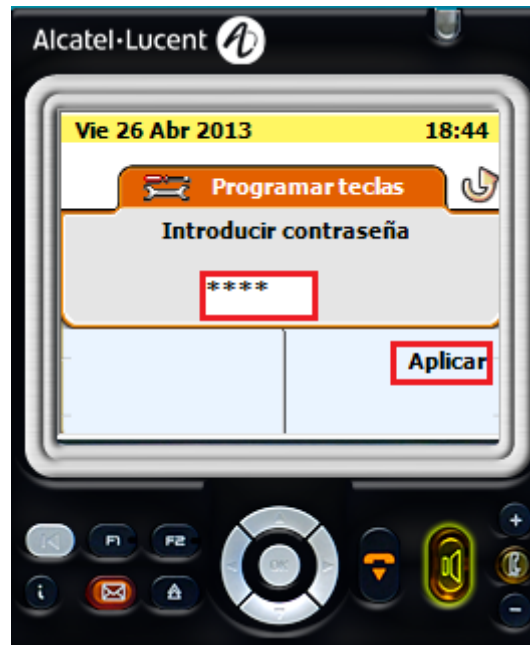 Alcatel·Lucent
Vie 26 Abr 2013 18:44
Programar teclas
Introducir contraseña
****
Aplicar
F1 F2
OK
i